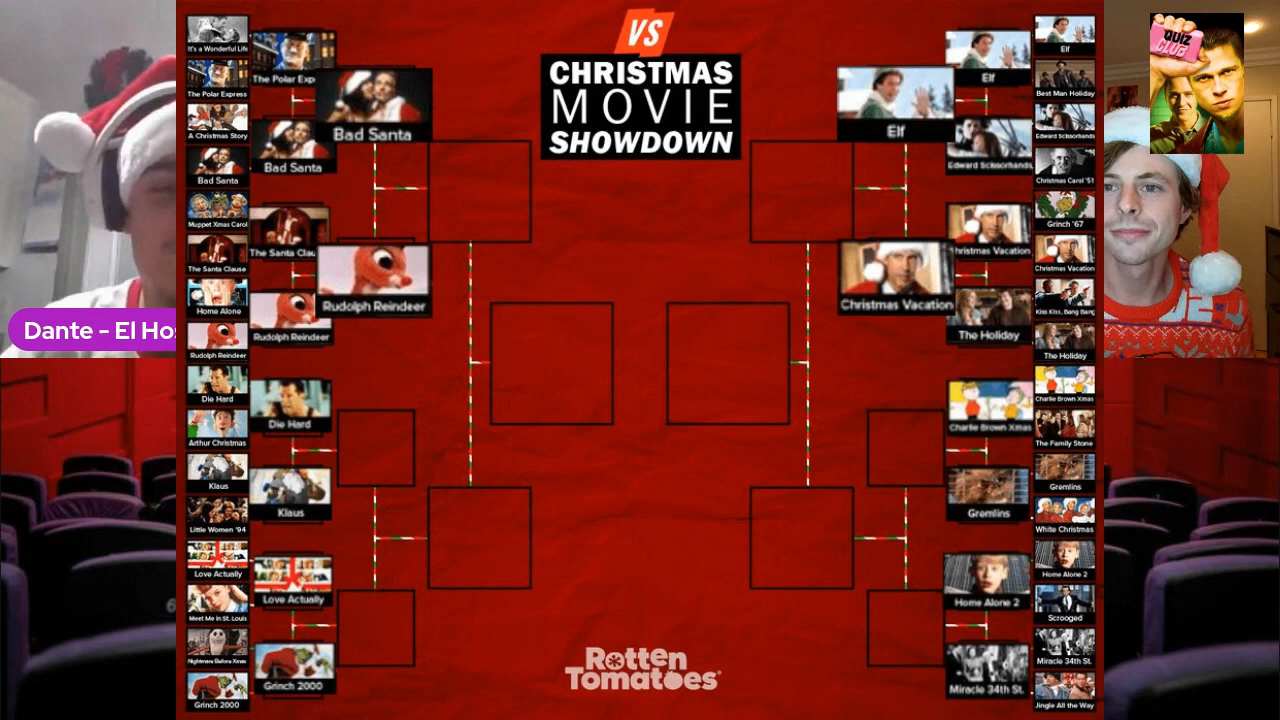 VS
CHRISTMAS
MOVIE
SHOWDOWN
It's a Wonderful Life
The Polar Express
A Christmas Story
Bad Santa
Muppet Xmas Carol
The Santa Clause
Home Alone
Rudolph Reindeer
Die Hard
Arthur Christmas
Klaus
Little Women '94
Love Actually
Meet Me in St. Louis
Nightmare Before Xmas
Grinch 2000
The Polar Exp
Bad Santa
The Santa Clau
Rudolph Reindeer
Die Hard
Klaus
Love Actually
Grinch 2000
Bad Santa
Rudolph Reindeer
Elf
Christmas Vacation
Elf
Edward Scissorhands
hristmas Vacation
The Holiday
Charlie Brown Xmas
Gremlins
Home Alone 2
Miracle 34th St.
Elf
Best Man Holiday
Edward Scissorhands
Christmas Carol '51
Grinch '67
Christmas Vacation
Kiss Kiss, Bang Bang
The Holiday
Charlie Brown Xmas
The Family Stone
Gremlins
White Christmas
Home Alone 2
Scrooged
Miracle 34th St.
Jingle All the Way
Dante - El Hos
QUIZ
CLUB
Rotten
Tomatoes
6